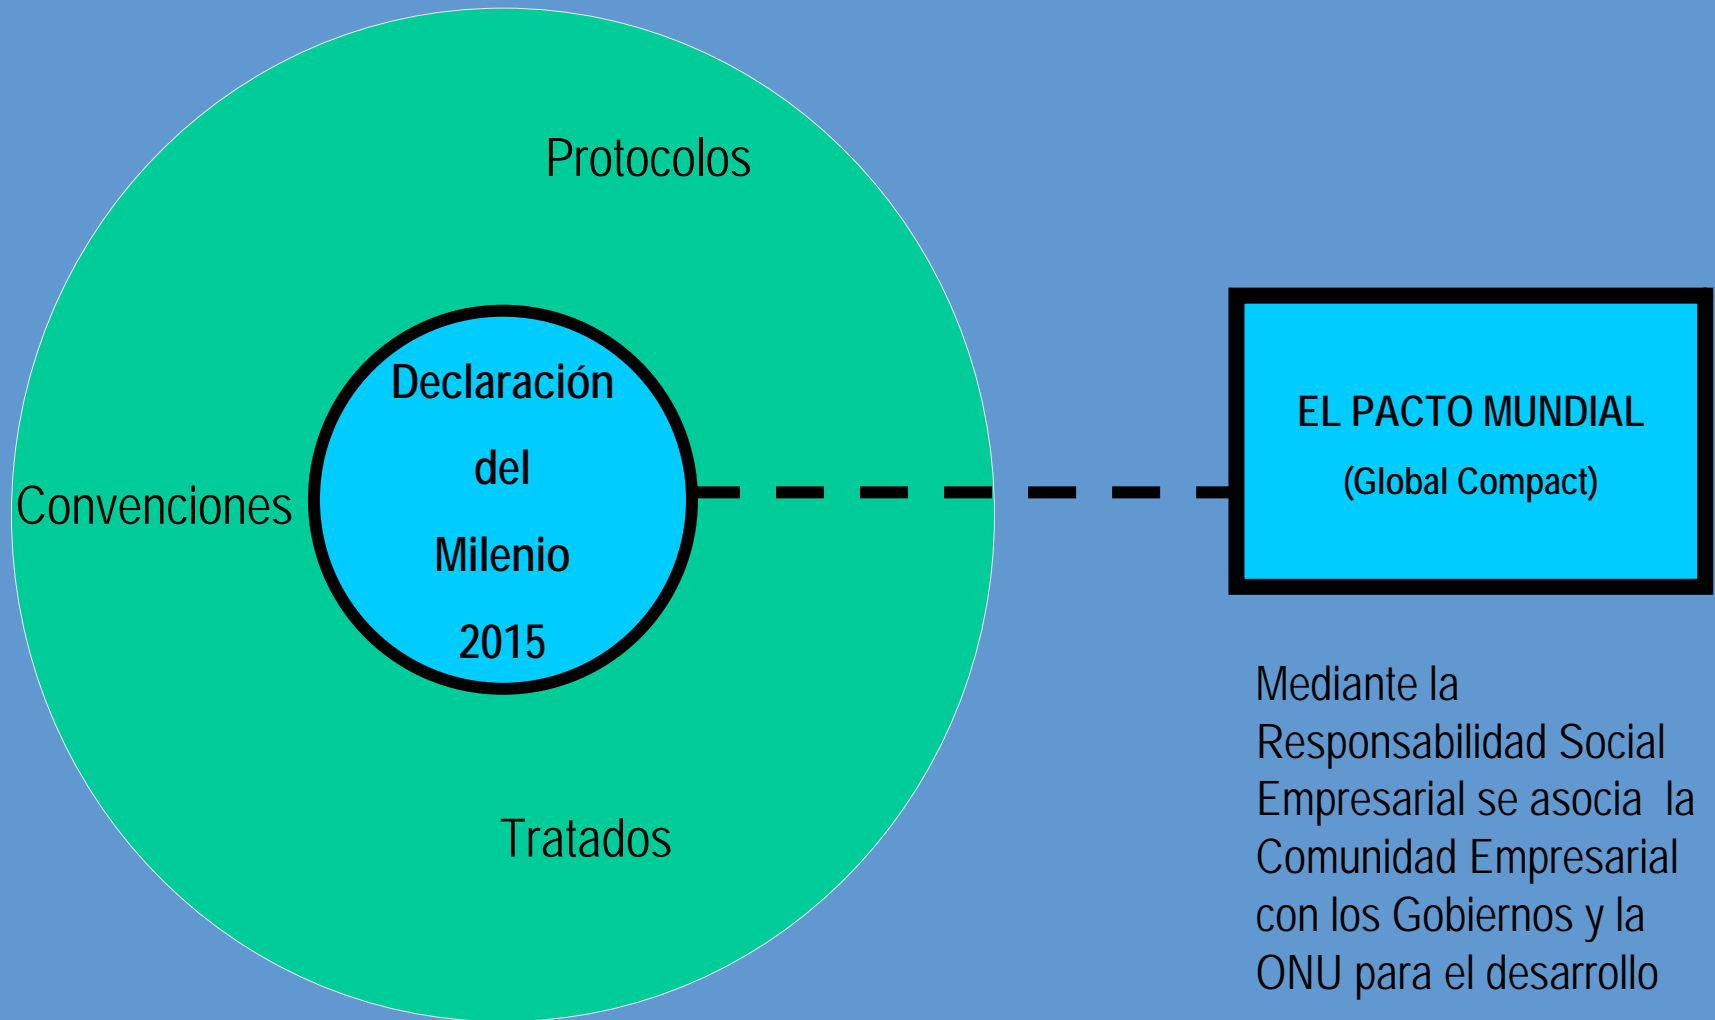 Protocolos
Convenciones
Declaración
del
Milenio
2015
Tratados
EL PACTO MUNDIAL
(Global Compact)
Mediante la
Responsabilidad Social
Empresarial se asocia  la
Comunidad Empresarial
con los Gobiernos y la
ONU para el desarrollo